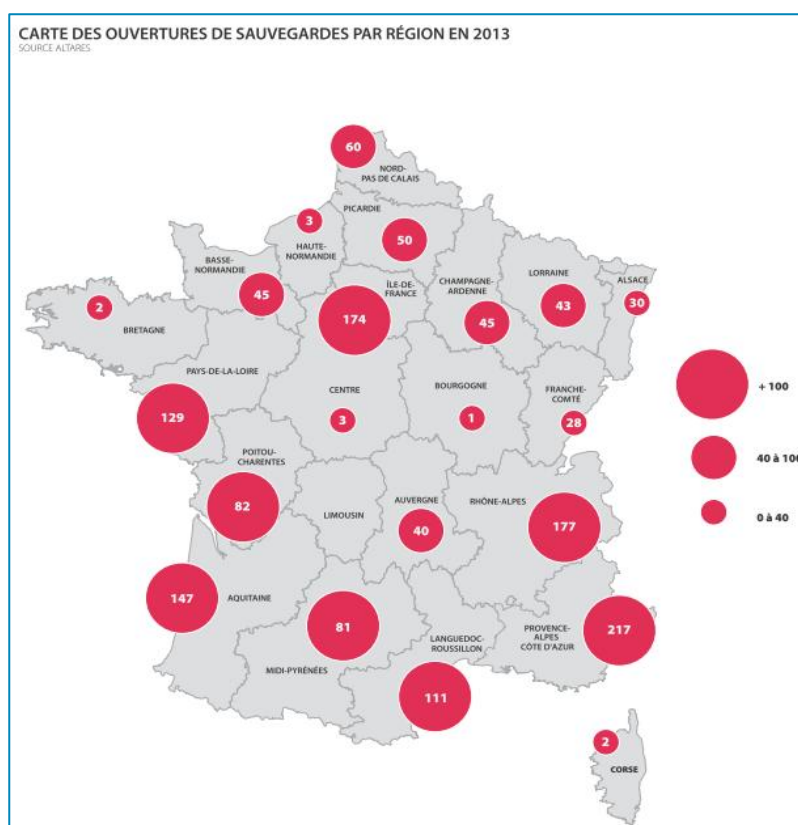 CARTE DES OUVERTURES DE SAUVEGARDES PAR RÉGION EN 2013
SOURCE ALTARES
60
NORD-
PAS DE CALAIS
PICARDIE
3
50
HAUTE-
NORMANDIE
BASSE-
NORMANDIE
45
ÎLE-DE-
FRANCE
174
CHAMPAGNE-
ARDENNE
45
LORRAINE
43
ALSACE
30
2
BRETAGNE
PAYS-DE-LA-LOIRE
129
CENTRE
3
BOURGOGNE
1
FRANCHE-
COMTÉ
28
+ 100
40 à 100
0 à 40
POITOU-
CHARENTES
82
LIMOUSIN
AUVERGNE
40
RHÔNE-ALPES
177
147
AQUITAINE
81
MIDI-PYRÉNÉES
LANGUEDOC-
ROUSSILLON
111
PROVENCE-
ALPES
CÔTE D'AZUR
217
2
CORSE